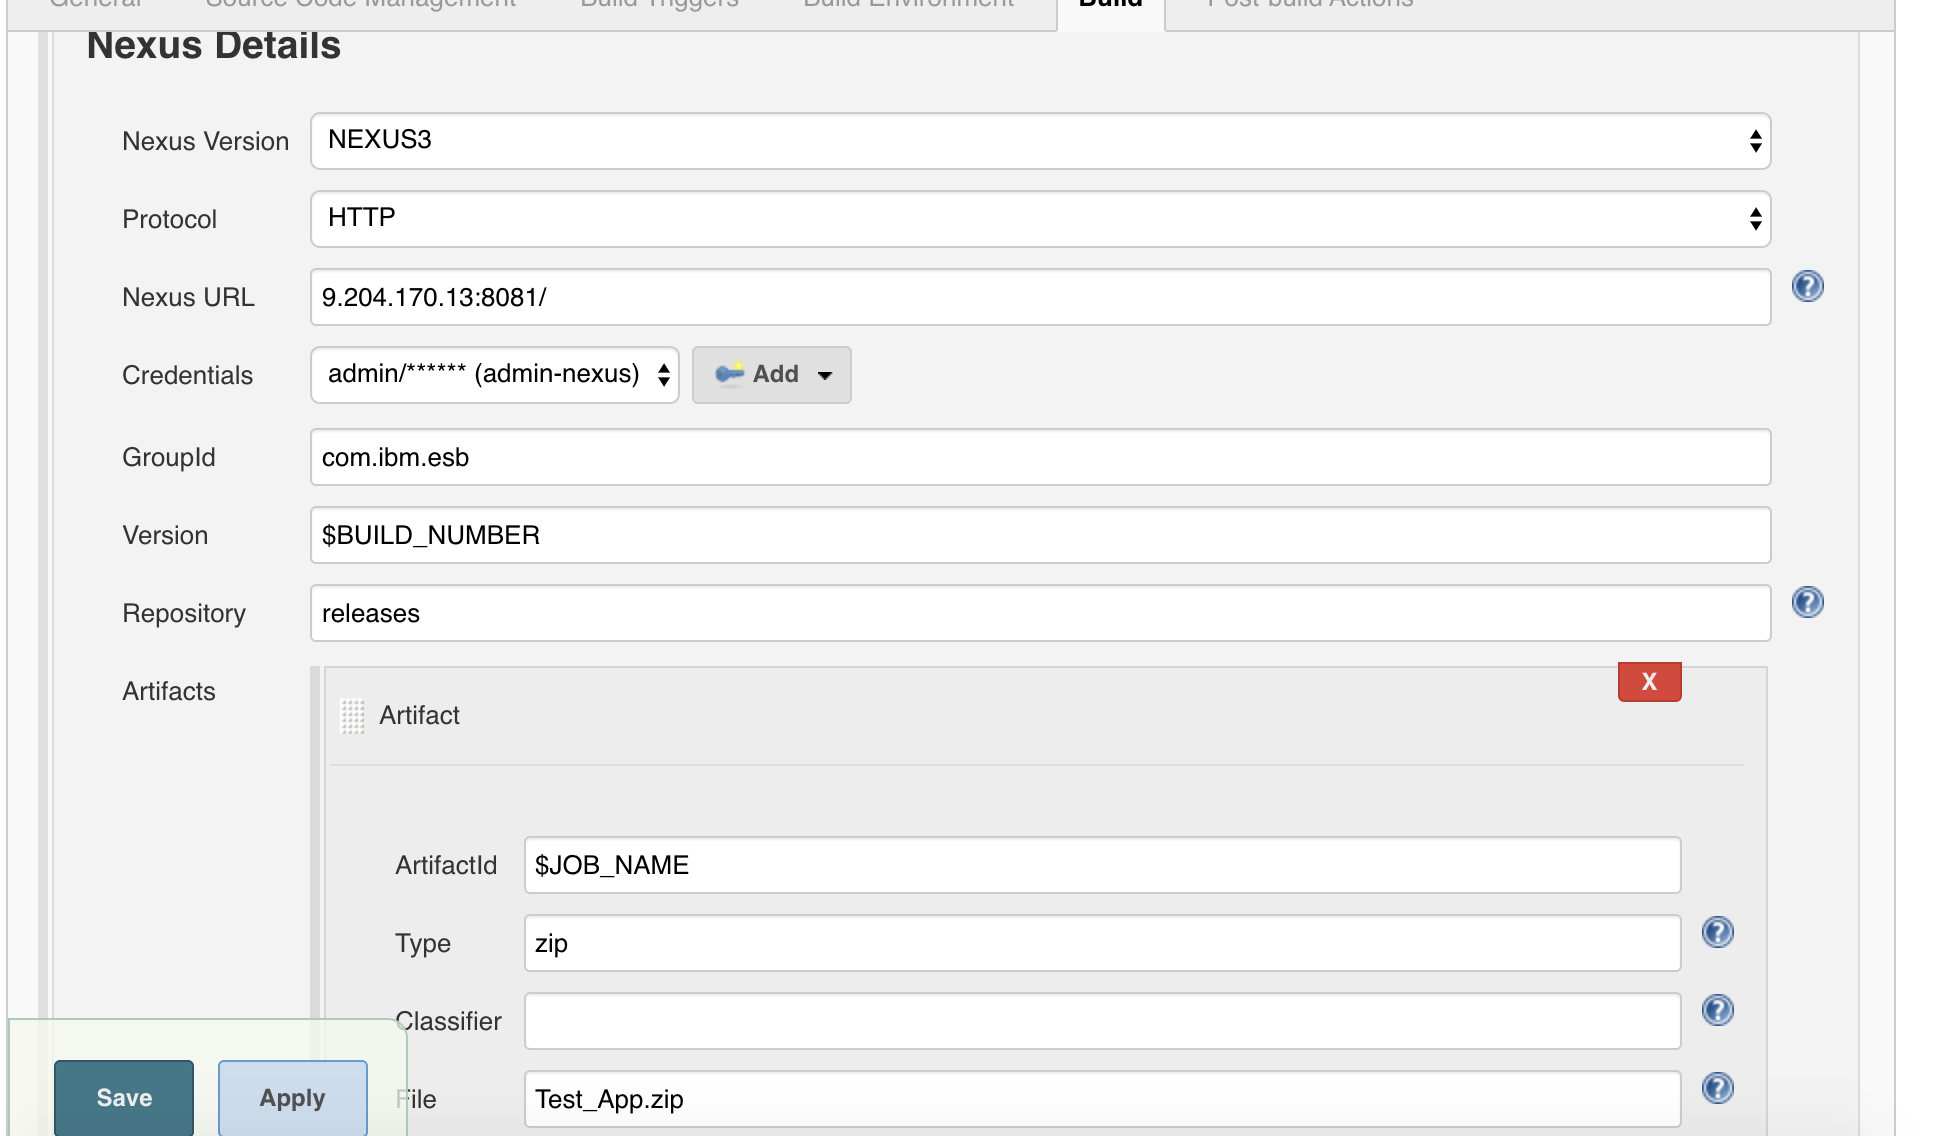 General Source Code Management Build Triggers Build Environment Build Post-build Actions
Nexus Details
Nexus Version NEXUS3
Protocol HTTP
Nexus URL 9.204.170.13:8081/
Credentials admin/****** (admin-nexus) Add
GroupId com.ibm.esb
Version $BUILD_NUMBER
Repository releases
Artifacts
X
Artifact
ArtifactId $JOB_NAME
Type zip
Classifier
File Test_App.zip
Save Apply